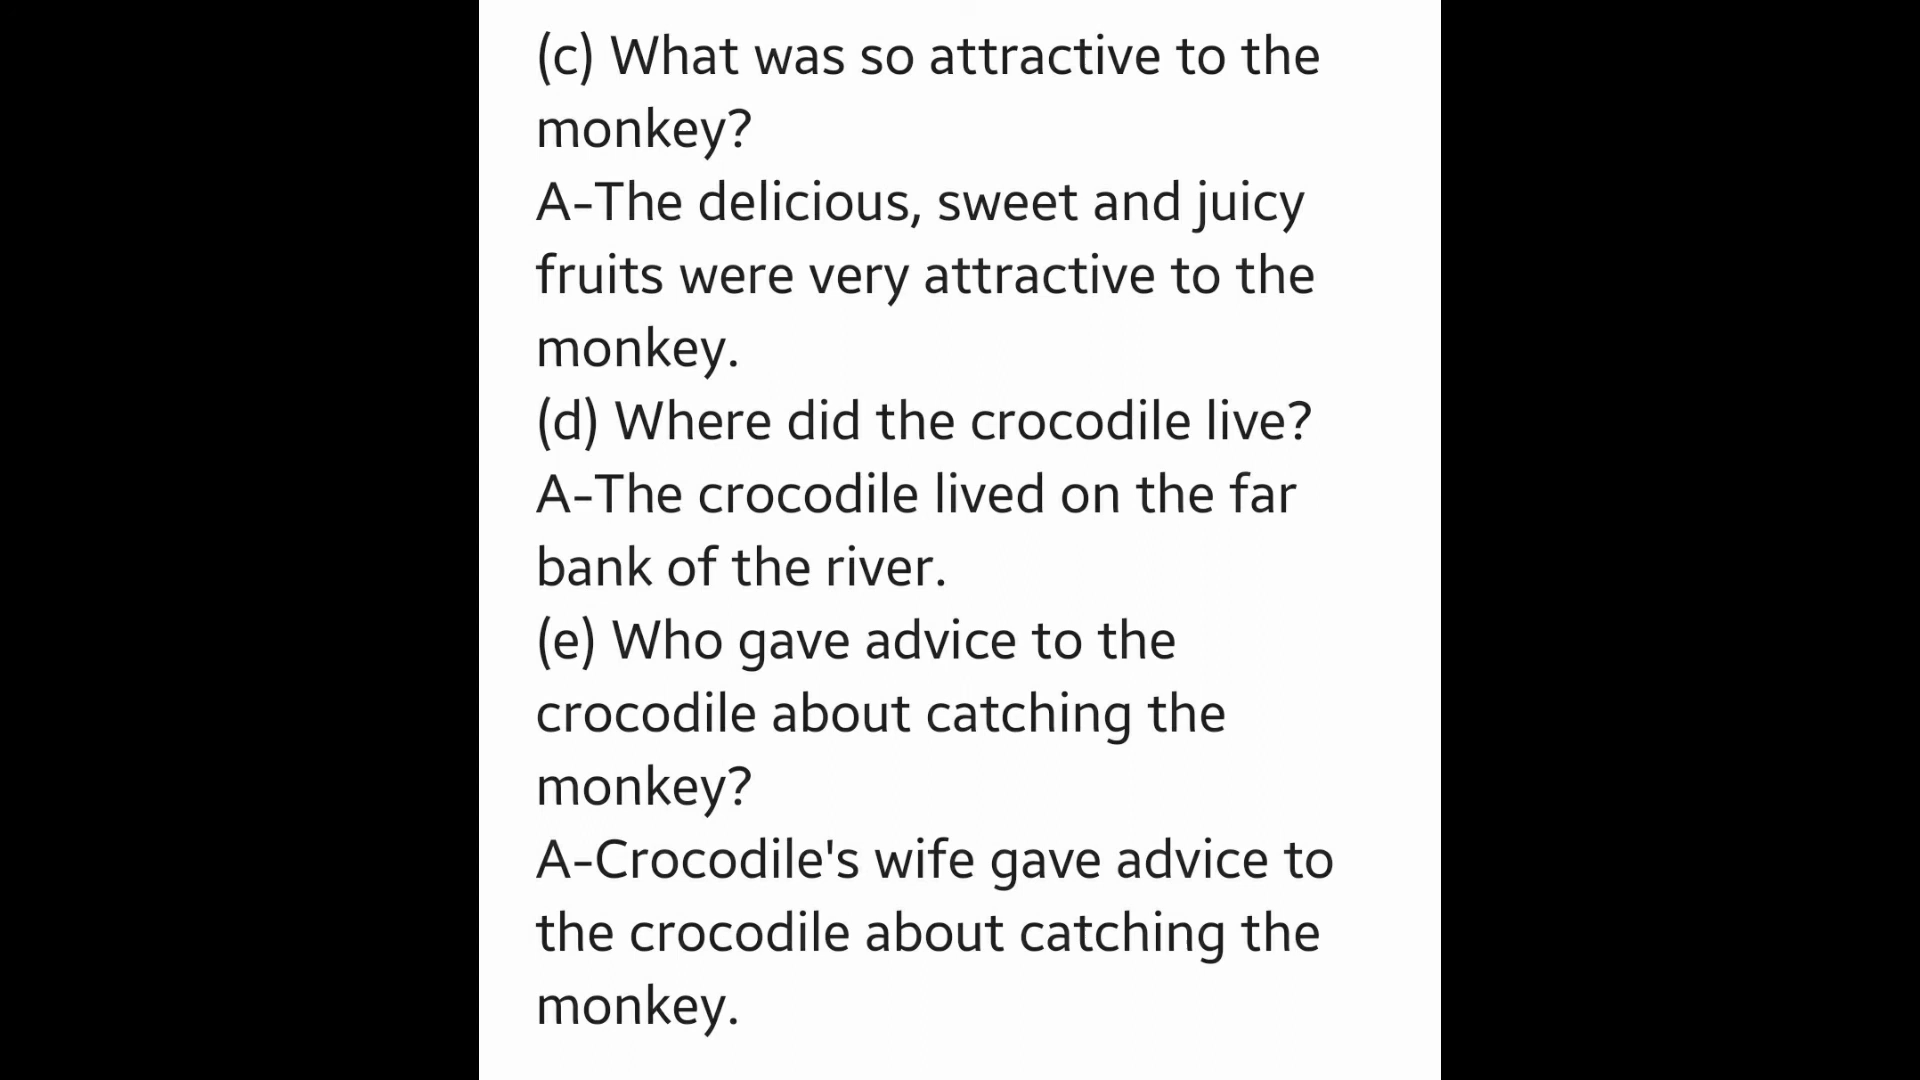 (c) What was so attractive to the
monkey?
A-The delicious, sweet and juicy
fruits were very attractive to the
monkey.
(d) Where did the crocodile live?
A-The crocodile lived on the far
bank of the river.
(e) Who gave advice to the
crocodile about catching the
monkey?
A-Crocodile's wife gave advice to
the crocodile about catching the
monkey.